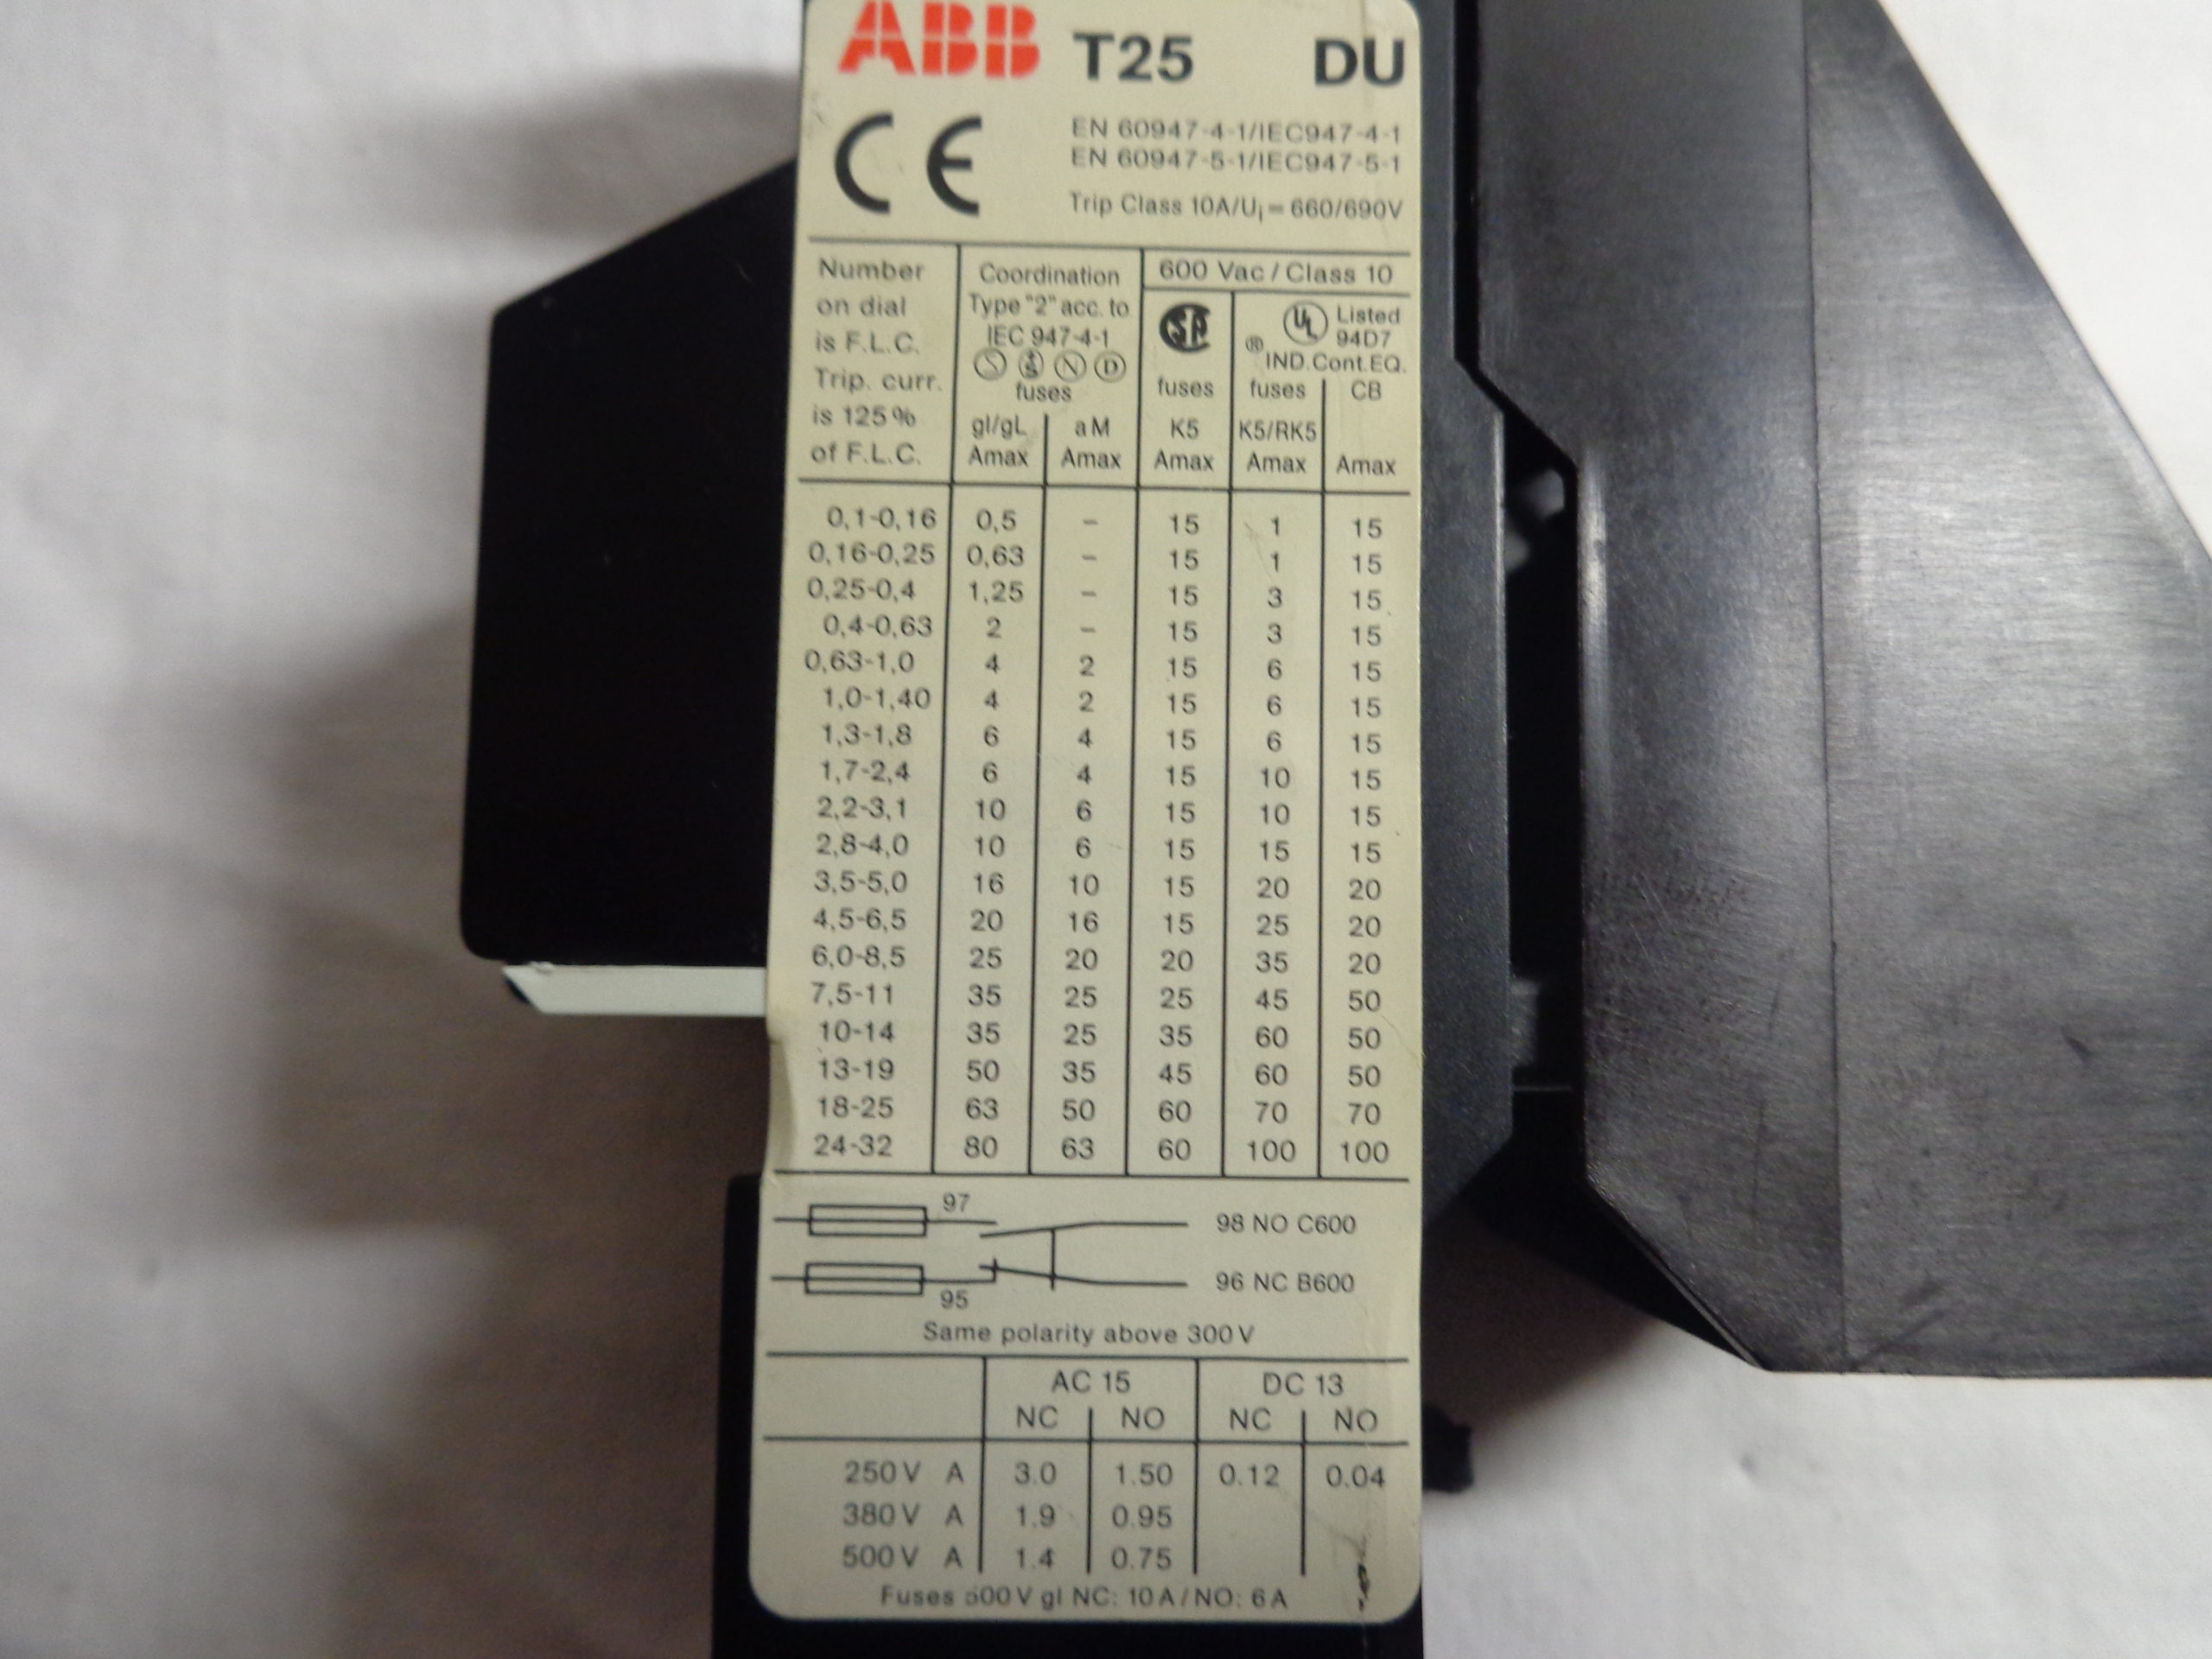 ABB T25 DU
CE
EN 60947-4-1/IEC947-4-1
EN 60947-5-1/IEC947-5-1
Trip Class 10A/Ui = 660/690V
Number
on dial
is F.L.C.
Trip. curr.
is 125%
of F.L.C.
Coordination
Type "2" acc. to
IEC 947-4-1
S N D
fuses
gl/gL aM
Amax Amax
600 Vac / Class 10
fuses
K5
Amax
UL Listed
94D7
® IND.Cont.EQ.
fuses CB
K5/RK5
Amax Amax
0,1-0,16 0,5 – 15 1 15
0,16-0,25 0,63 – 15 1 15
0,25-0,4 1,25 – 15 3 15
0,4-0,63 2 – 15 3 15
0,63-1,0 4 2 15 6 15
1,0-1,40 4 2 15 6 15
1,3-1,8 6 4 15 6 15
1,7-2,4 6 4 15 10 15
2,2-3,1 10 6 15 10 15
2,8-4,0 10 6 15 15 15
3,5-5,0 16 10 15 20 20
4,5-6,5 20 16 15 25 20
6,0-8,5 25 20 20 35 20
7,5-11 35 25 25 45 50
10-14 35 25 35 60 50
13-19 50 35 45 60 50
18-25 63 50 60 70 70
24-32 80 63 60 100 100
97 98 NO C600
95 96 NC B600
Same polarity above 300V
AC 15 DC 13
NC NO NC NO
250V A 3.0 1.50 0.12 0.04
380V A 1.9 0.95
500V A 1.4 0.75
Fuses 500V gl NC: 10A/NO: 6A